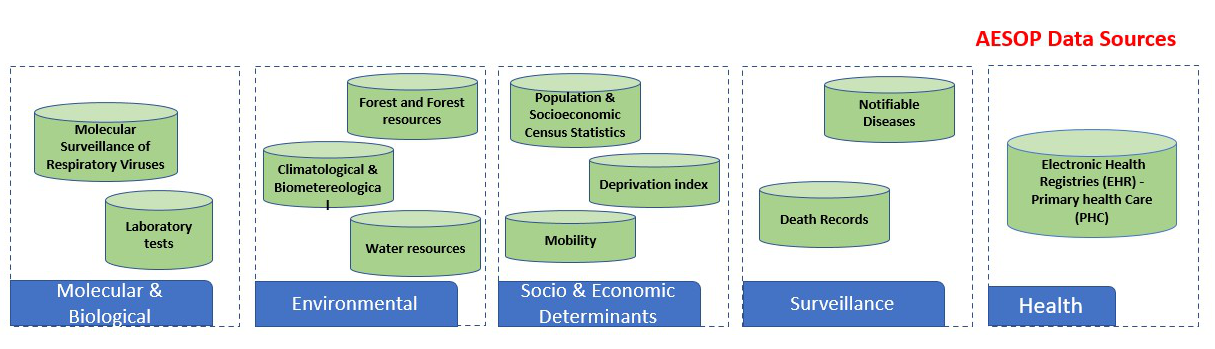 AESOP Data Sources
Molecular
Surveillance of
Respiratory Viruses
Laboratory
tests
Molecular &
Biological
Forest and Forest
resources
Climatological &
Biometereologica
l
Water resources
Environmental
Population &
Socioeconomic
Census Statistics
Deprivation index
Mobility
Socio & Economic
Determinants
Notifiable
Diseases
Death Records
Surveillance
Electronic Health
Registries (EHR) -
Primary health Care
(PHC)
Health